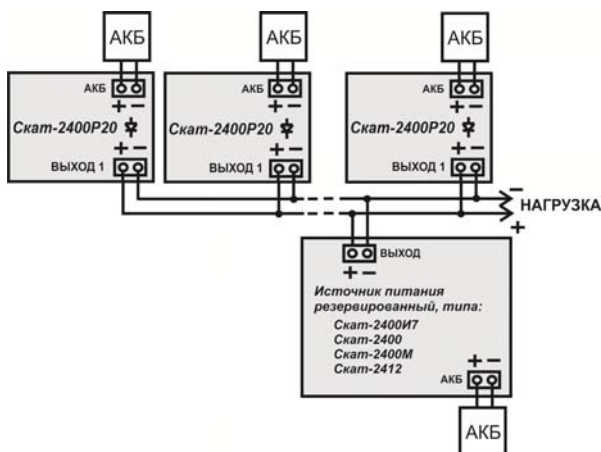 АКБ АКБ АКБ
АКБ АКБ АКБ
+ − + − + −
Скат-2400Р20 Скат-2400Р20 Скат-2400Р20
+ − + − + −
ВЫХОД 1 ВЫХОД 1 ВЫХОД 1
−
НАГРУЗКА
+
ВЫХОД
+ −
Источник питания
резервированный, типа:
Скат-2400И7
Скат-2400
Скат-2400М
Скат-2412
+ −
АКБ
АКБ